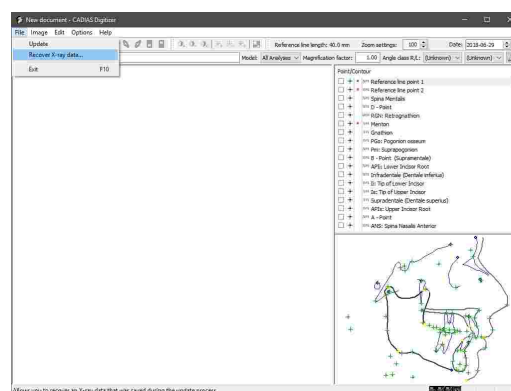 New document - CADIAS Digitiser
File Image Edit Options Help
Update
Recover X-ray data...
Exit F10
Reference line length: 40.0 mm Zoom settings: 100 Date: 2018-06-29
Model: All Analyses Magnification factor: 1.00 Angle class R/L: (Unknown) (Unknown)
Point/Contour
Reference line point 1
Reference line point 2
Spina Mentalis
D - Point
RGN: Retrognathion
Menton
Gnathion
PGo: Pogonion osseum
Pm: Suprapogonion
B - Point (Supramentale)
APIi: Lower Incisor Root
Infradentale (Dentale inferius)
Ii: Tip of Lower Incisor
Is: Tip of Upper Incisor
Supradentale (Dentale superius)
APIs: Upper Incisor Root
A - Point
ANS: Spina Nasalis Anterior
Allows you to recover an X-ray data that was saved during the update process